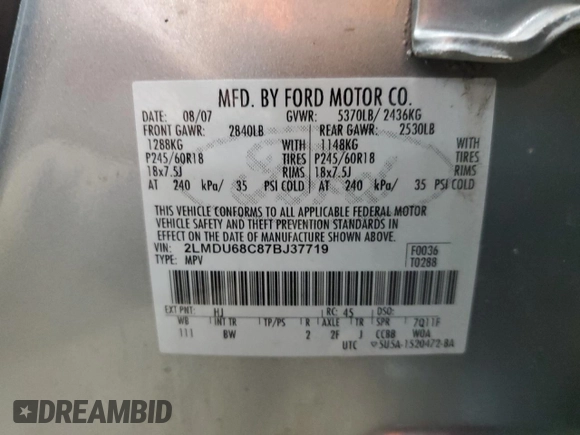 MFD. BY FORD MOTOR CO.
DATE: 08/07 GVWR: 5370LB/ 2436KG
FRONT GAWR: 2840LB REAR GAWR: 2530LB
1288KG WITH 1148KG WITH
P245/60R18 TIRES P245/60R18 TIRES
18x7.5J RIMS 18x7.5J RIMS
AT 240 kPa/ 35 PSI COLD AT 240 kPa/ 35 PSI COLD
THIS VEHICLE CONFORMS TO ALL APPLICABLE FEDERAL MOTOR
VEHICLE SAFETY AND THEFT PREVENTION STANDARDS IN
EFFECT ON THE DATE OF MANUFACTURE SHOWN ABOVE.
VIN: 2LMDU68C87BJ37719 F0036
TYPE: MPV T0288
EXT PNT: HJ RC: 45 DSO:
WB INT TR TP/PS R AXLE TR SPR 7Q11F
111 BW 2 2F J CCBB WOA
UTC 5U5A-1520472-BA
DREAMBID